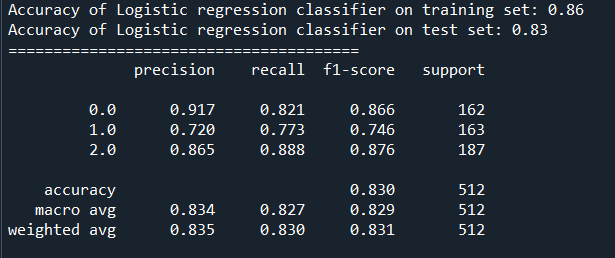 Accuracy of Logistic regression classifier on training set: 0.86
Accuracy of Logistic regression classifier on test set: 0.83
=======================================
precision recall f1-score support
0.0 0.917 0.821 0.866 162
1.0 0.720 0.773 0.746 163
2.0 0.865 0.888 0.876 187
accuracy 0.830 512
macro avg 0.834 0.827 0.829 512
weighted avg 0.835 0.830 0.831 512